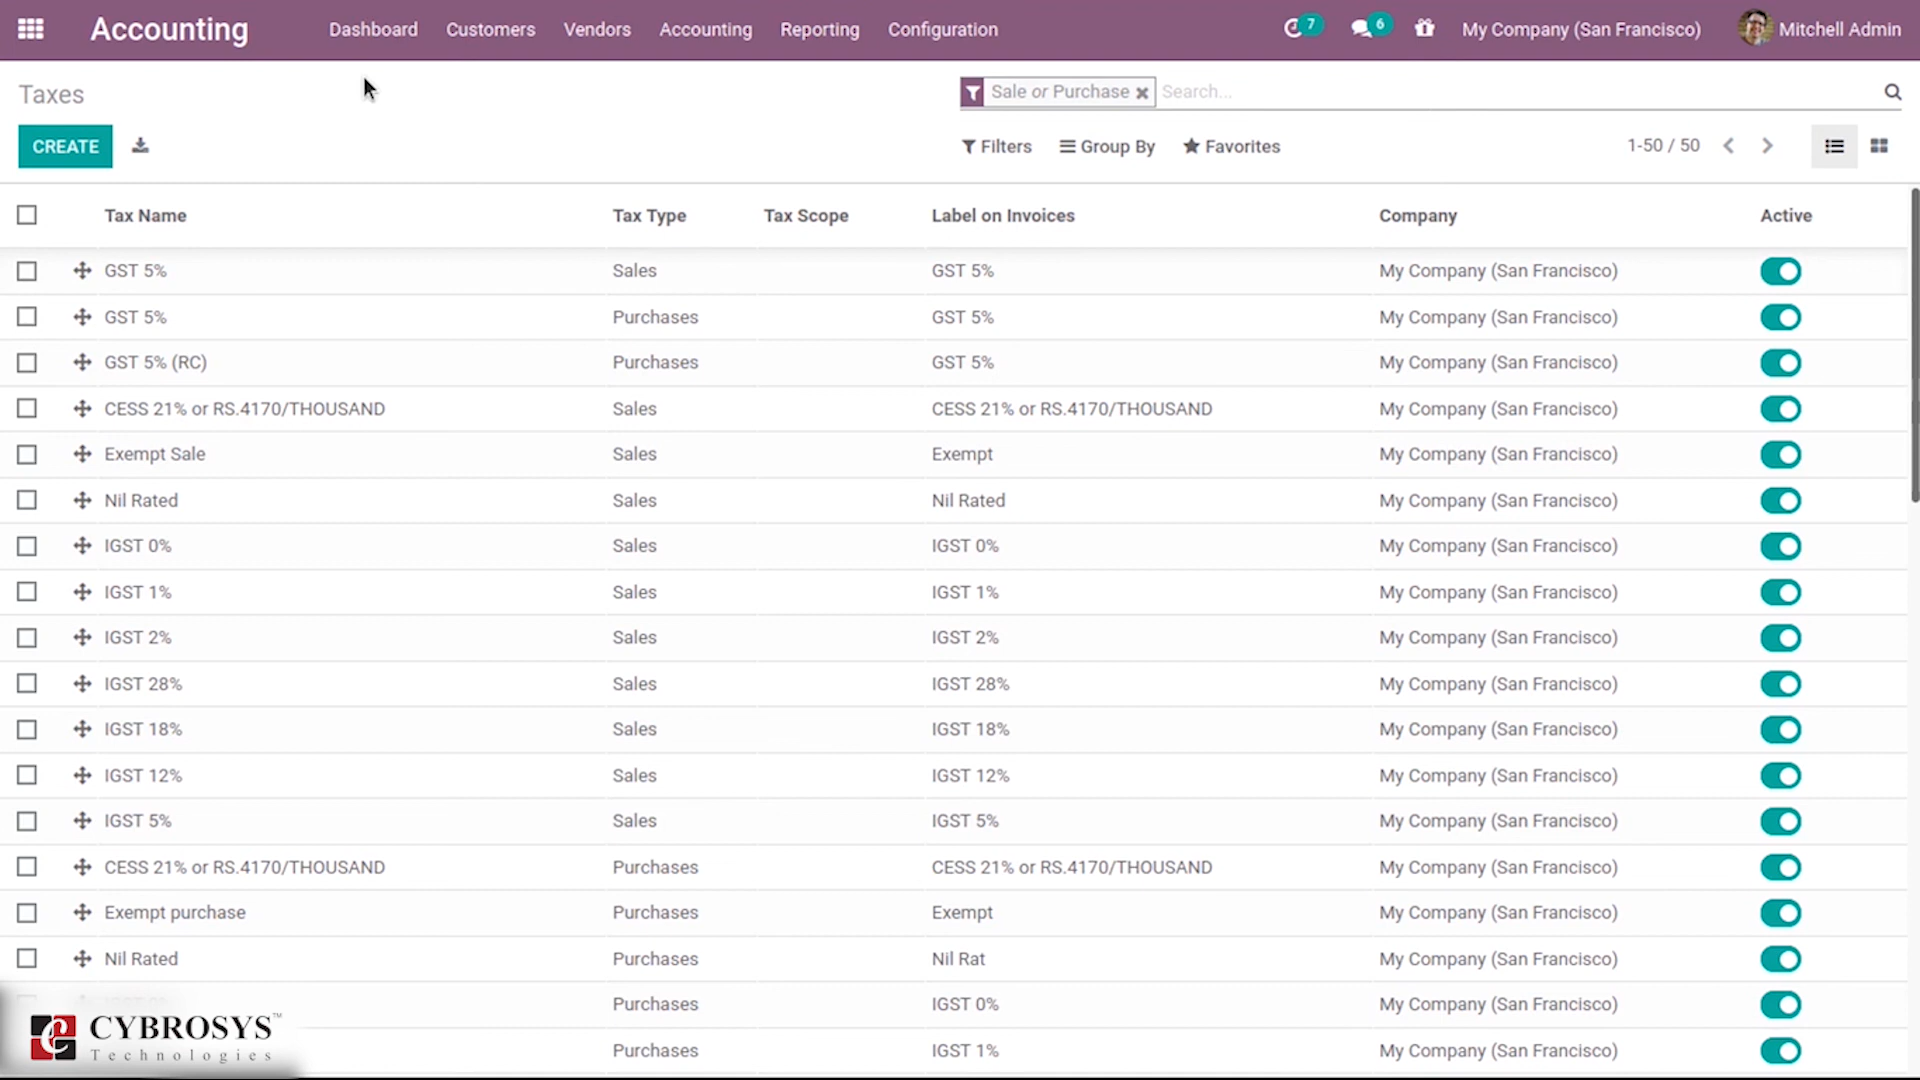 Accounting Dashboard Customers Vendors Accounting Reporting Configuration 7 6 My Company (San Francisco) Mitchell Admin
Taxes Sale or Purchase Search...
CREATE Filters Group By Favorites 1-50 / 50
Tax Name Tax Type Tax Scope Label on Invoices Company Active
GST 5% Sales GST 5% My Company (San Francisco)
GST 5% Purchases GST 5% My Company (San Francisco)
GST 5% (RC) Purchases GST 5% My Company (San Francisco)
CESS 21% or RS.4170/THOUSAND Sales CESS 21% or RS.4170/THOUSAND My Company (San Francisco)
Exempt Sale Sales Exempt My Company (San Francisco)
Nil Rated Sales Nil Rated My Company (San Francisco)
IGST 0% Sales IGST 0% My Company (San Francisco)
IGST 1% Sales IGST 1% My Company (San Francisco)
IGST 2% Sales IGST 2% My Company (San Francisco)
IGST 28% Sales IGST 28% My Company (San Francisco)
IGST 18% Sales IGST 18% My Company (San Francisco)
IGST 12% Sales IGST 12% My Company (San Francisco)
IGST 5% Sales IGST 5% My Company (San Francisco)
CESS 21% or RS.4170/THOUSAND Purchases CESS 21% or RS.4170/THOUSAND My Company (San Francisco)
Exempt purchase Purchases Exempt My Company (San Francisco)
Nil Rated Purchases Nil Rat My Company (San Francisco)
Purchases IGST 0% My Company (San Francisco)
Purchases IGST 1% My Company (San Francisco)
CYBROSYS™
Technologies